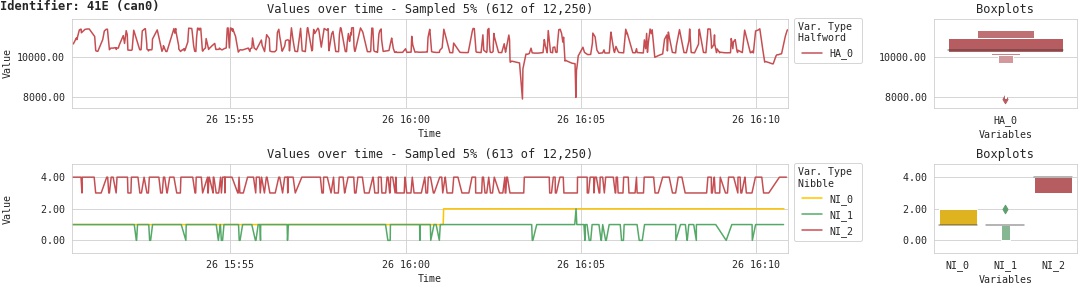 Identifier: 41E (can0)
Values over time - Sampled 5% (612 of 12,250)
Value
10000.00
8000.00
26 15:55
26 16:00
26 16:05
26 16:10
Time
Var. Type
Halfword
HA_0
Boxplots
10000.00
8000.00
HA_0
Variables
Values over time - Sampled 5% (613 of 12,250)
Value
4.00
2.00
0.00
26 15:55
26 16:00
26 16:05
26 16:10
Time
Var. Type
Nibble
NI_0
NI_1
NI_2
Boxplots
4.00
2.00
0.00
NI_0 NI_1 NI_2
Variables